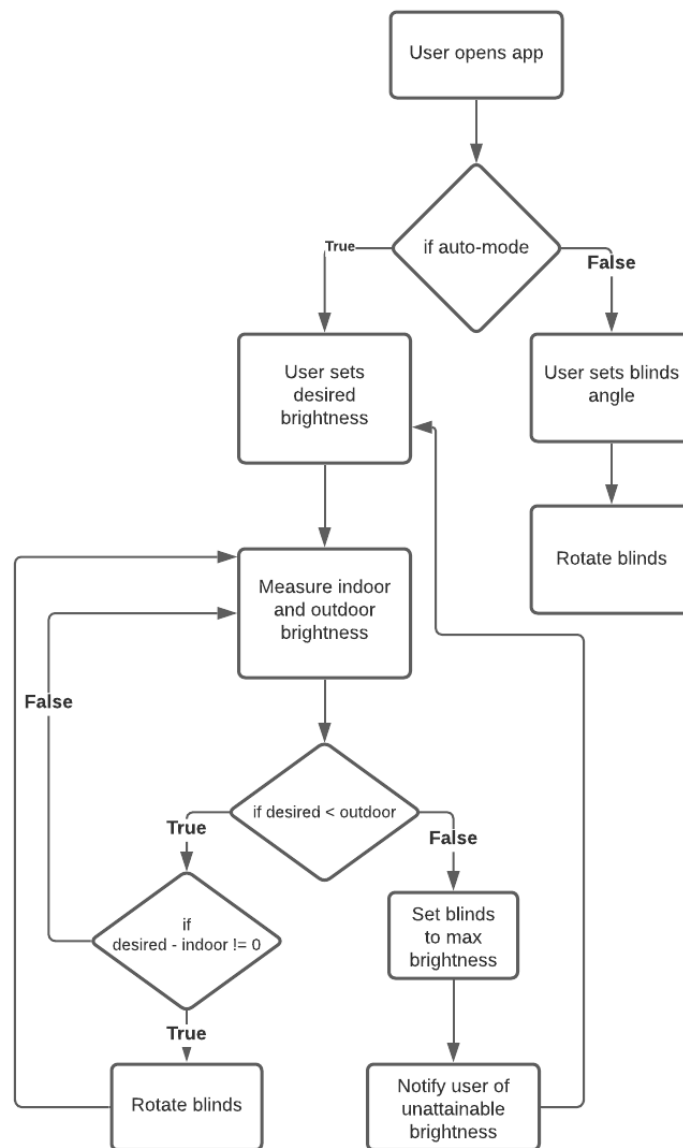 User opens app
if auto-mode
True
False
User sets
desired
brightness
User sets blinds
angle
Rotate blinds
Measure indoor
and outdoor
brightness
False
if desired < outdoor
True
False
if
desired - indoor != 0
Set blinds
to max
brightness
True
Rotate blinds
Notify user of
unattainable
brightness